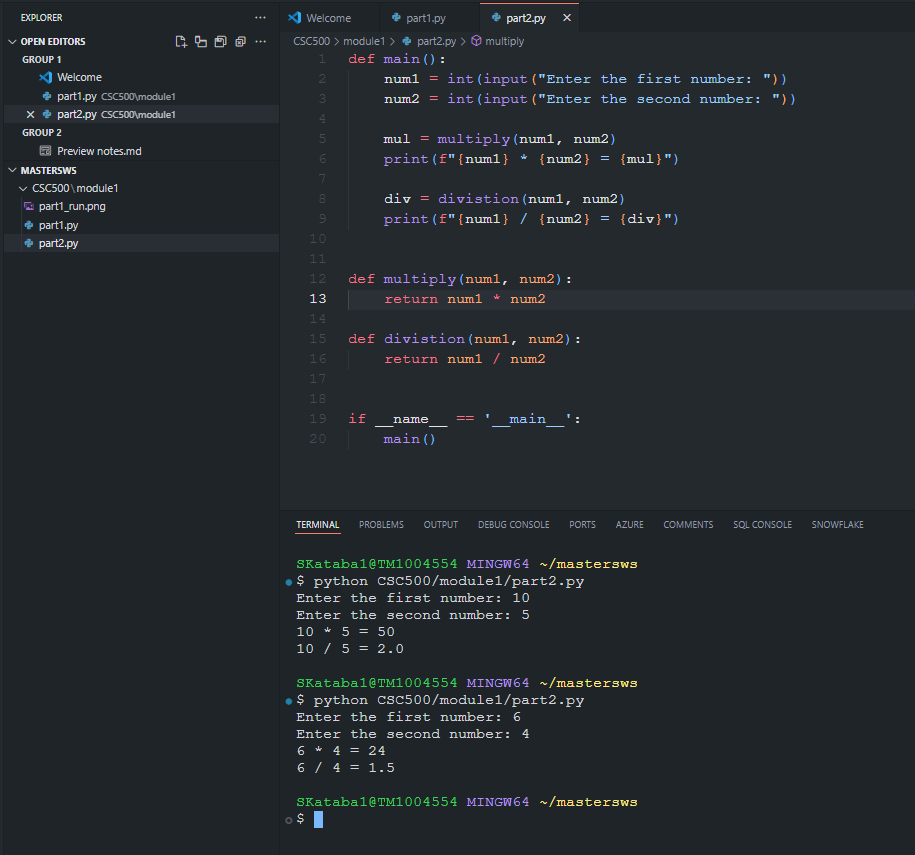 EXPLORER ...
OPEN EDITORS ...
GROUP 1
Welcome
part1.py CSC500\module1
part2.py CSC500\module1
GROUP 2
Preview notes.md
MASTERSWS
CSC500\module1
part1_run.png
part1.py
part2.py
Welcome part1.py part2.py
CSC500 > module1 > part2.py > multiply
1 def main():
2     num1 = int(input("Enter the first number: "))
3     num2 = int(input("Enter the second number: "))
4
5     mul = multiply(num1, num2)
6     print(f"{num1} * {num2} = {mul}")
7
8     div = divistion(num1, num2)
9     print(f"{num1} / {num2} = {div}")
10
11
12 def multiply(num1, num2):
13     return num1 * num2
14
15 def divistion(num1, num2):
16     return num1 / num2
17
18
19 if __name__ == '__main__':
20     main()
TERMINAL PROBLEMS OUTPUT DEBUG CONSOLE PORTS AZURE COMMENTS SQL CONSOLE SNOWFLAKE
SKataba1@TM1004554 MINGW64 ~/mastersws
$ python CSC500/module1/part2.py
Enter the first number: 10
Enter the second number: 5
10 * 5 = 50
10 / 5 = 2.0
SKataba1@TM1004554 MINGW64 ~/mastersws
$ python CSC500/module1/part2.py
Enter the first number: 6
Enter the second number: 4
6 * 4 = 24
6 / 4 = 1.5
SKataba1@TM1004554 MINGW64 ~/mastersws
$